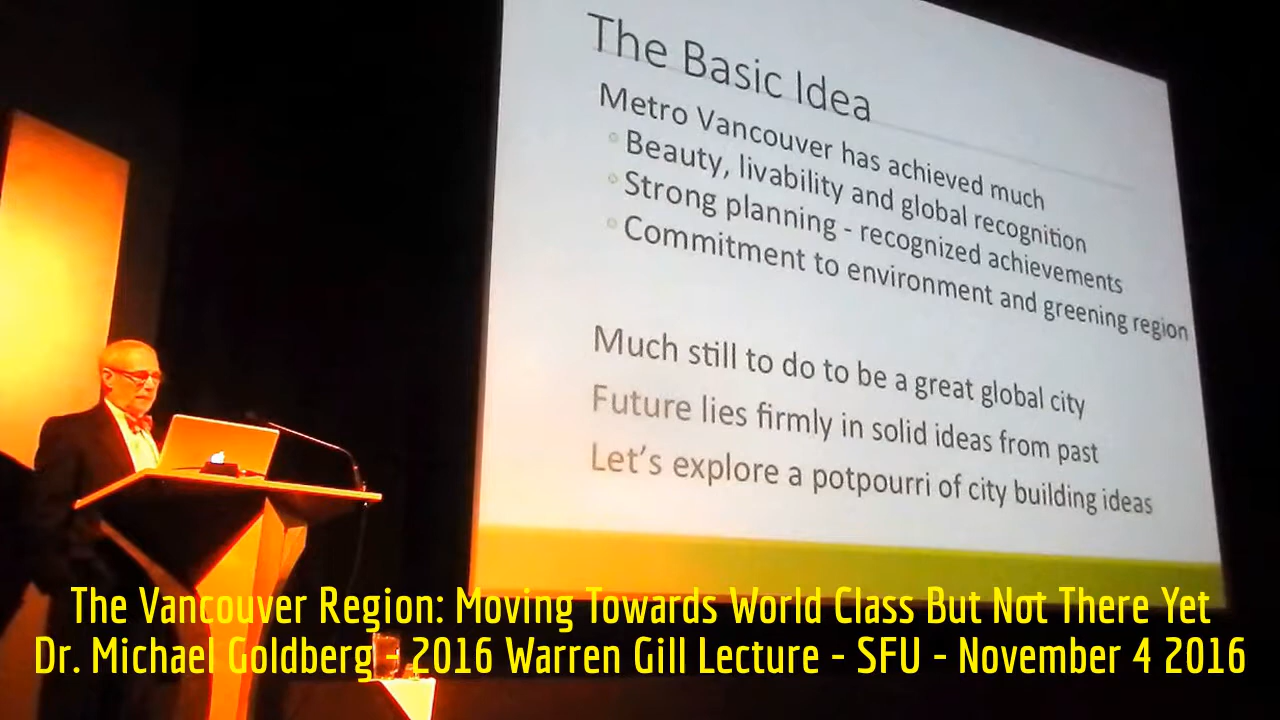 The Basic Idea
Metro Vancouver has achieved much
Beauty, livability and global recognition
Strong planning - recognized achievements
Commitment to environment and greening region
Much still to do to be a great global city
Future lies firmly in solid ideas from past
Let's explore a potpourri of city building ideas
The Vancouver Region: Moving Towards World Class But Not There Yet
Dr. Michael Goldberg - 2016 Warren Gill Lecture - SFU - November 4 2016